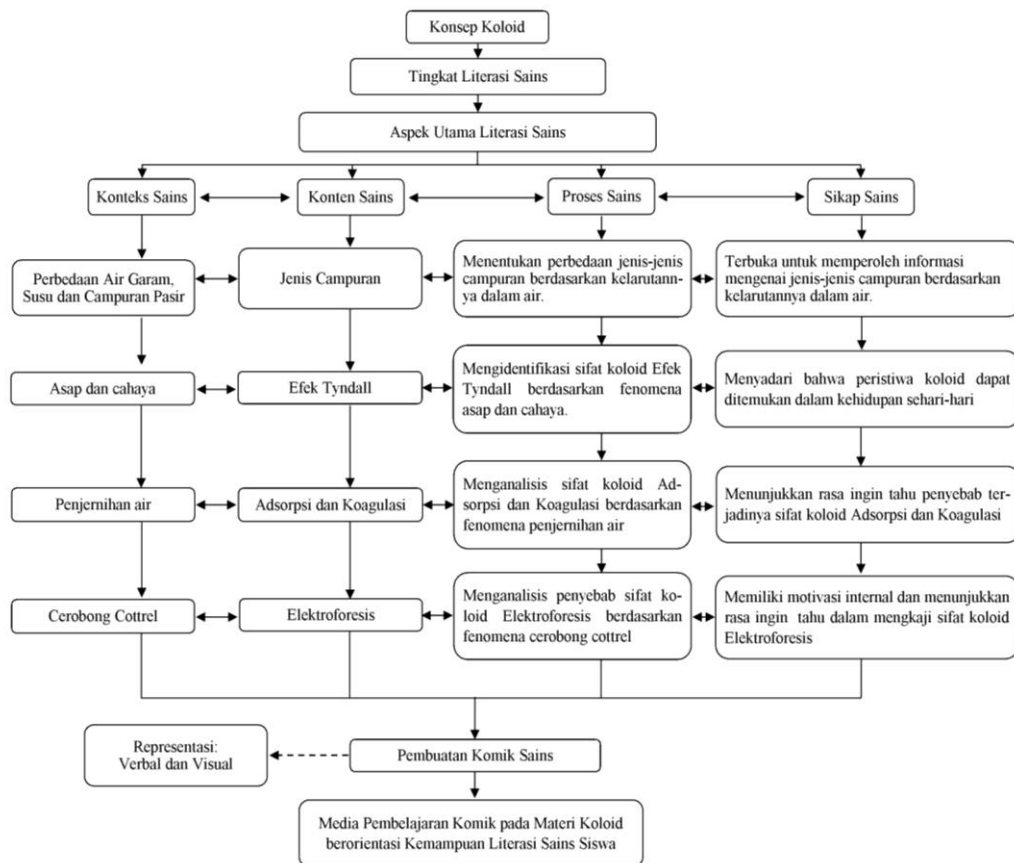 Konsep Koloid
Tingkat Literasi Sains
Aspek Utama Literasi Sains
Konteks Sains
Konten Sains
Proses Sains
Sikap Sains
Perbedaan Air Garam,
Susu dan Campuran Pasir
Jenis Campuran
Menentukan perbedaan jenis-jenis
campuran berdasarkan kelarutann-
ya dalam air.
Terbuka untuk memperoleh informasi
mengenai jenis-jenis campuran berdasarkan
kelarutannya dalam air.
Asap dan cahaya
Efek Tyndall
Mengidentifikasi sifat koloid Efek
Tyndall berdasarkan fenomena
asap dan cahaya.
Menyadari bahwa peristiwa koloid dapat
ditemukan dalam kehidupan sehari-hari
Penjernihan air
Adsorpsi dan Koagulasi
Menganalisis sifat koloid Ad-
sorpsi dan Koagulasi berdasarkan
fenomena penjernihan air
Menunjukkan rasa ingin tahu penyebab ter-
jadinya sifat koloid Adsorpsi dan Koagulasi
Cerobong Cottrel
Elektroforesis
Menganalisis penyebab sifat ko-
loid Elektroforesis berdasarkan
fenomena cerobong cottrel
Memiliki motivasi internal dan menunjukkan
rasa ingin tahu dalam mengkaji sifat koloid
Elektroforesis
Representasi:
Verbal dan Visual
Pembuatan Komik Sains
Media Pembelajaran Komik pada Materi Koloid
berorientasi Kemampuan Literasi Sains Siswa